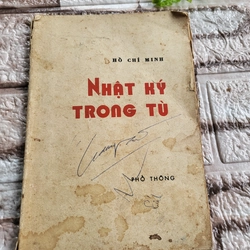 HỒ CHÍ MINH
NHẬT KÝ
TRONG TÙ
PHỔ THÔNG